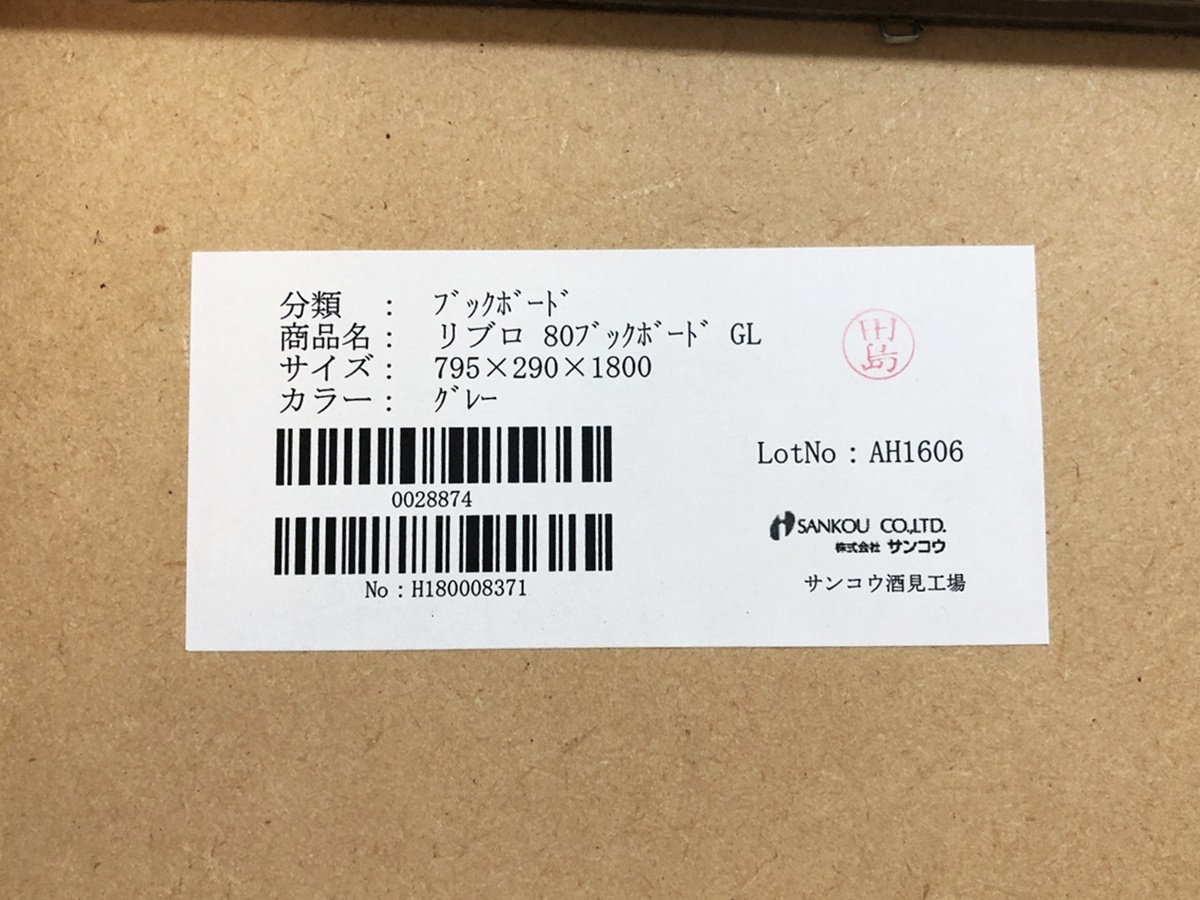 分類　：　ﾌﾞｯｸﾎﾞｰﾄﾞ
商品名：　リブロ 80ﾌﾞｯｸﾎﾞｰﾄﾞ GL
サイズ：　795×290×1800
カラー：　ｸﾞﾚｰ
0028874
No：H180008371
田島
LotNo：AH1606
SANKOU CO.,LTD.
株式会社 サンコウ
サンコウ酒見工場